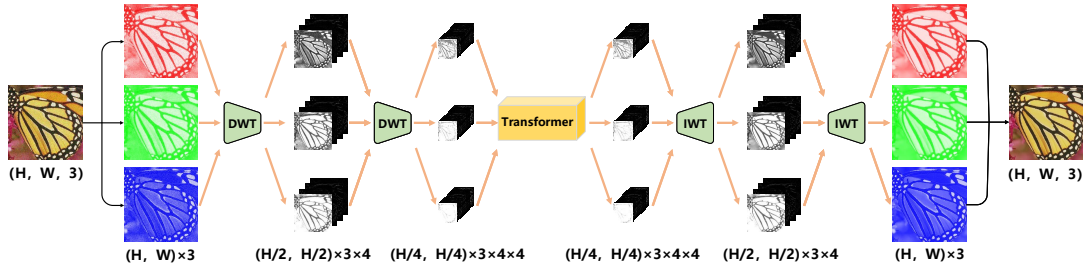 DWT
DWT
Transformer
IWT
IWT
(H, W, 3)
(H, W)×3
(H/2, H/2)×3×4
(H/4, H/4)×3×4×4
(H/4, H/4)×3×4×4
(H/2, H/2)×3×4
(H, W)×3
(H, W, 3)